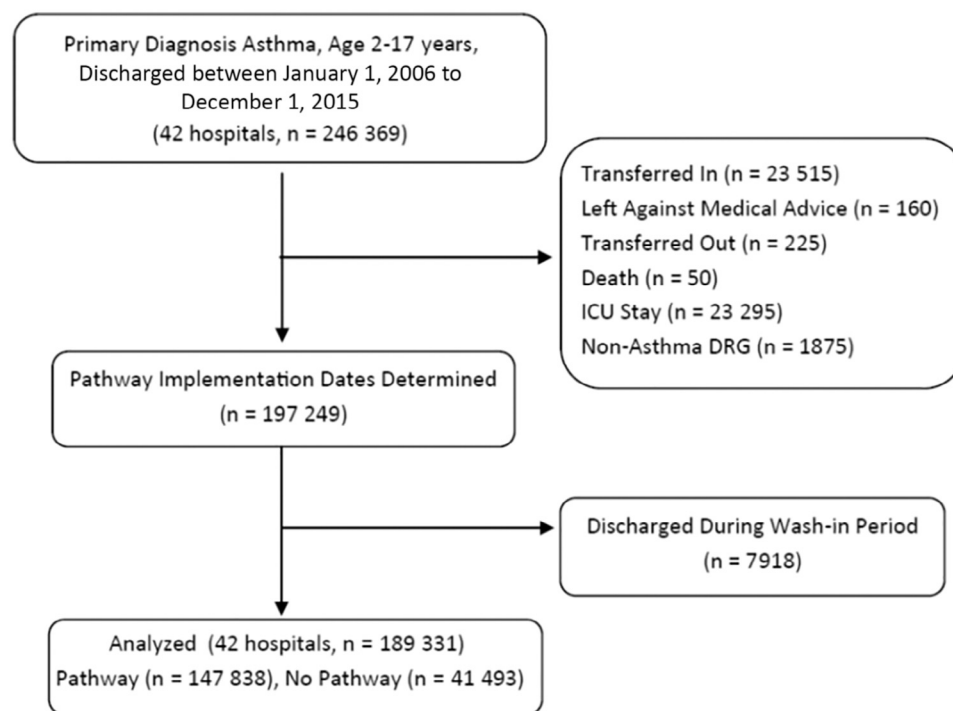 Primary Diagnosis Asthma, Age 2-17 years,
Discharged between January 1, 2006 to
December 1, 2015
(42 hospitals, n = 246 369)
Transferred In (n = 23 515)
Left Against Medical Advice (n = 160)
Transferred Out (n = 225)
Death (n = 50)
ICU Stay (n = 23 295)
Non-Asthma DRG (n = 1875)
Pathway Implementation Dates Determined
(n = 197 249)
Discharged During Wash-in Period
(n = 7918)
Analyzed (42 hospitals, n = 189 331)
Pathway (n = 147 838), No Pathway (n = 41 493)